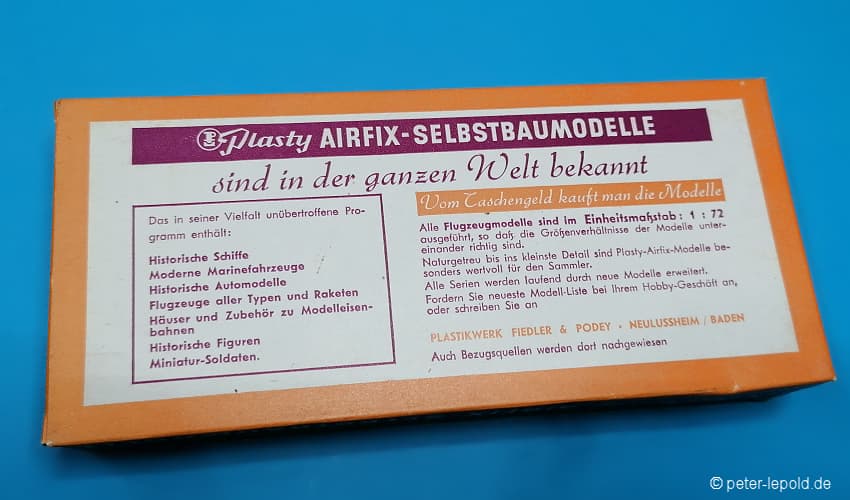 Plasty AIRFIX-SELBSTBAUMODELLE
sind in der ganzen Welt bekannt
Das in seiner Vielfalt unübertroffene Pro-
gramm enthält:
Historische Schiffe
Moderne Marinefahrzeuge
Historische Automodelle
Flugzeuge aller Typen und Raketen
Häuser und Zubehör zu Modelleisen-
bahnen
Historische Figuren
Miniatur-Soldaten.
Vom Taschengeld kauft man die Modelle
Alle Flugzeugmodelle sind im Einheitsmaßstab: 1 : 72
ausgeführt, so daß die Größenverhältnisse der Modelle unter-
einander richtig sind.
Naturgetreu bis ins kleinste Detail sind Plasty-Airfix-Modelle be-
sonders wertvoll für den Sammler.
Alle Serien werden laufend durch neue Modelle erweitert.
Fordern Sie neueste Modell-Liste bei Ihrem Hobby-Geschäft an,
oder schreiben Sie an
PLASTIKWERK FIEDLER & PODEY · NEULUSSHEIM / BADEN
Auch Bezugsquellen werden dort nachgewiesen
© peter-lepold.de